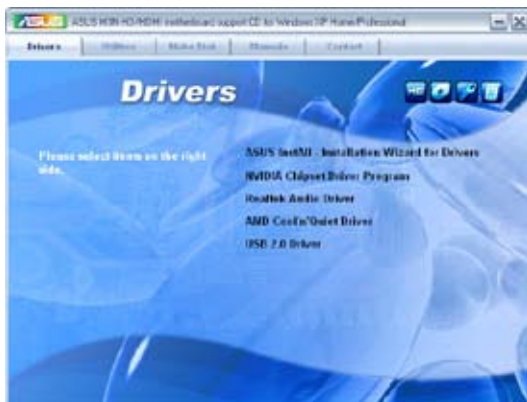 ASUS M3N-HD/HDMI motherboard support CD for Windows XP Home/Professional
Drivers
Utilities
Make Disk
Manuals
Contact
Drivers
Please select items on the right
side.
ASUS InstAll - Installation Wizard for Drivers
NVIDIA Chipset Driver Program
Realtek Audio Driver
AMD Cool'n'Quiet Driver
USB 2.0 Driver